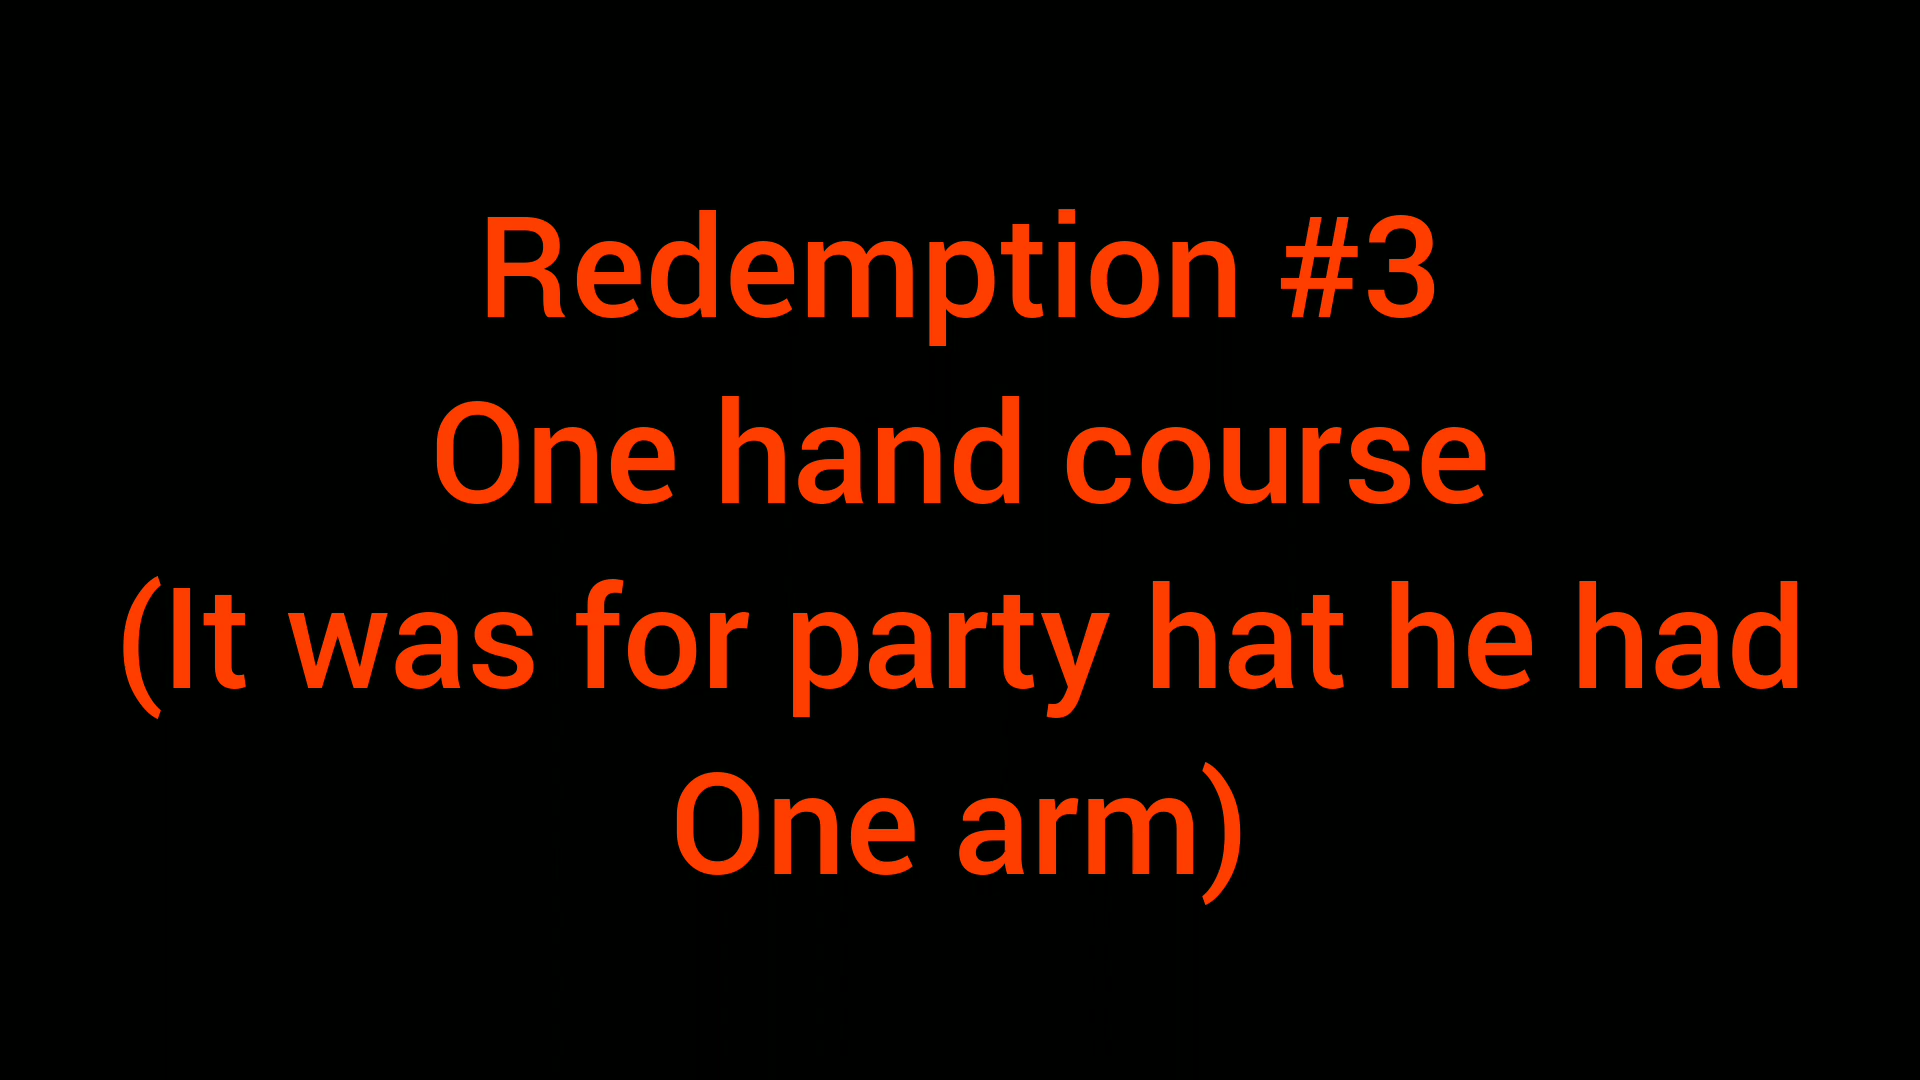 Redemption #3
One hand course
(It was for party hat he had
One arm)